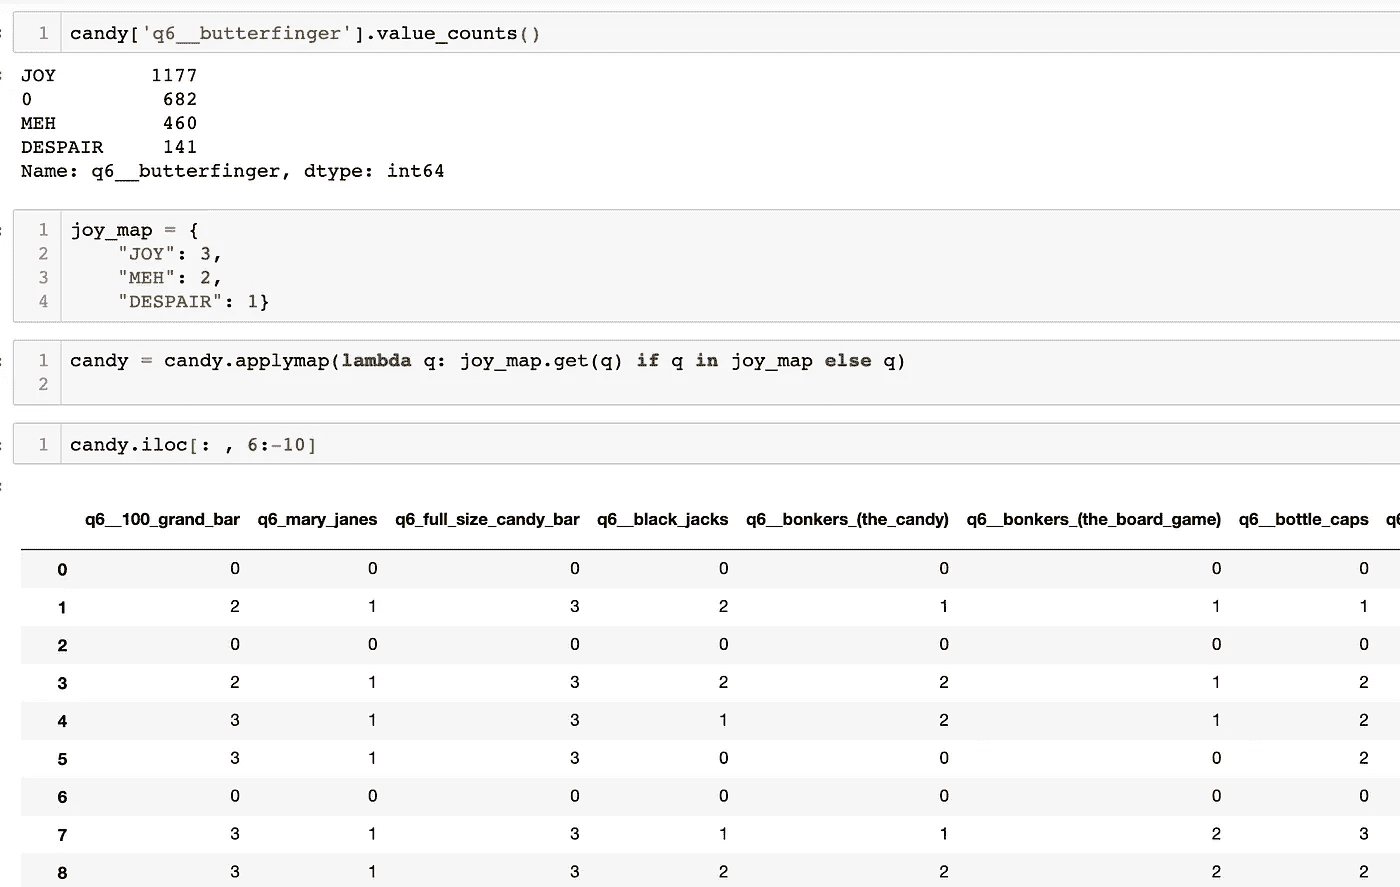 1 candy['q6__butterfinger'].value_counts()
JOY 1177
0 682
MEH 460
DESPAIR 141
Name: q6__butterfinger, dtype: int64
1 joy_map = {
2 "JOY": 3,
3 "MEH": 2,
4 "DESPAIR": 1}
1 candy = candy.applymap(lambda q: joy_map.get(q) if q in joy_map else q)
2
1 candy.iloc[: , 6:-10]
q6__100_grand_bar q6_mary_janes q6_full_size_candy_bar q6__black_jacks q6__bonkers_(the_candy) q6__bonkers_(the_board_game) q6__bottle_caps q6
0 0 0 0 0 0 0 0
1 2 1 3 2 1 1 1
2 0 0 0 0 0 0 0
3 2 1 3 2 2 1 2
4 3 1 3 1 2 1 2
5 3 1 3 0 0 0 2
6 0 0 0 0 0 0 0
7 3 1 3 1 1 2 3
8 3 1 3 2 2 2 2